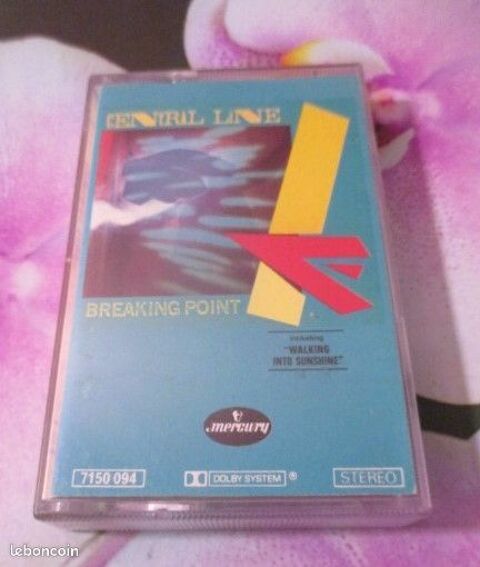 CENTRAL LINE
BREAKING POINT
including
"WALKING
INTO SUNSHINE"
mercury
7150 094
DOLBY SYSTEM ®
STEREO
leboncoin